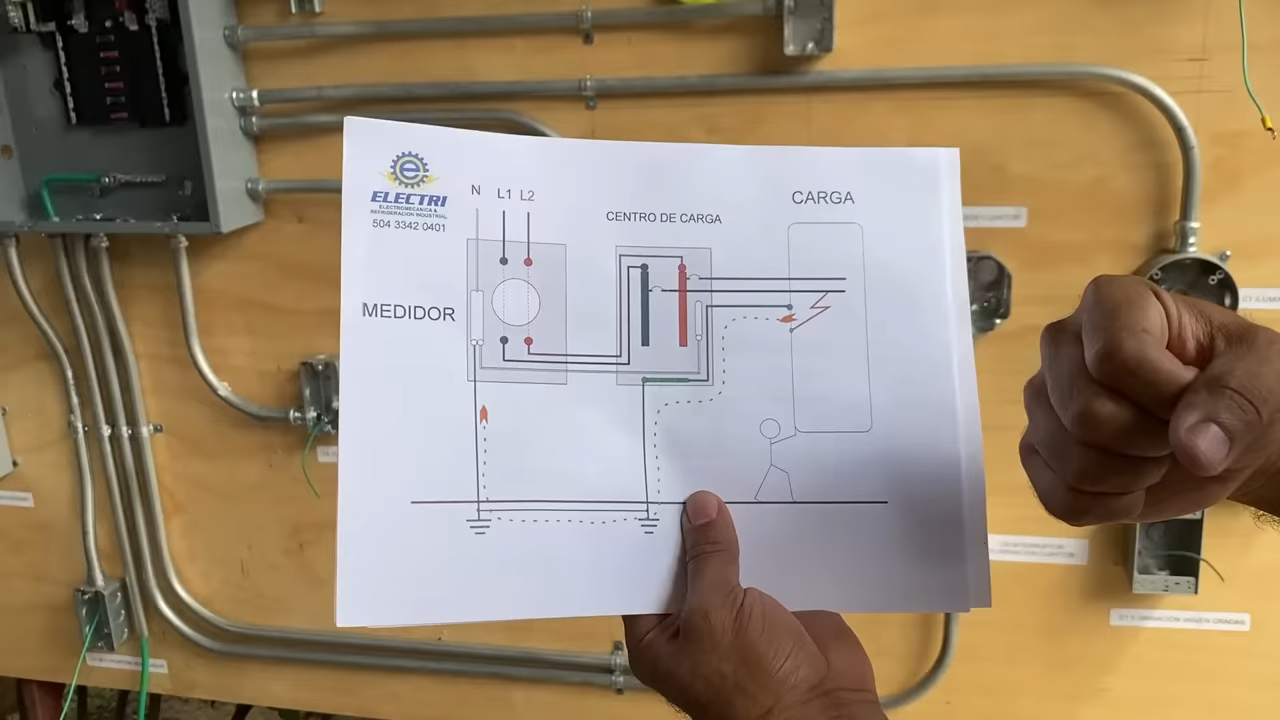 e
ELECTRI
ELECTROMECANICA &
REFRIGERACION INDUSTRIAL
504 3342 0401
N L1 L2
CENTRO DE CARGA
CARGA
MEDIDOR